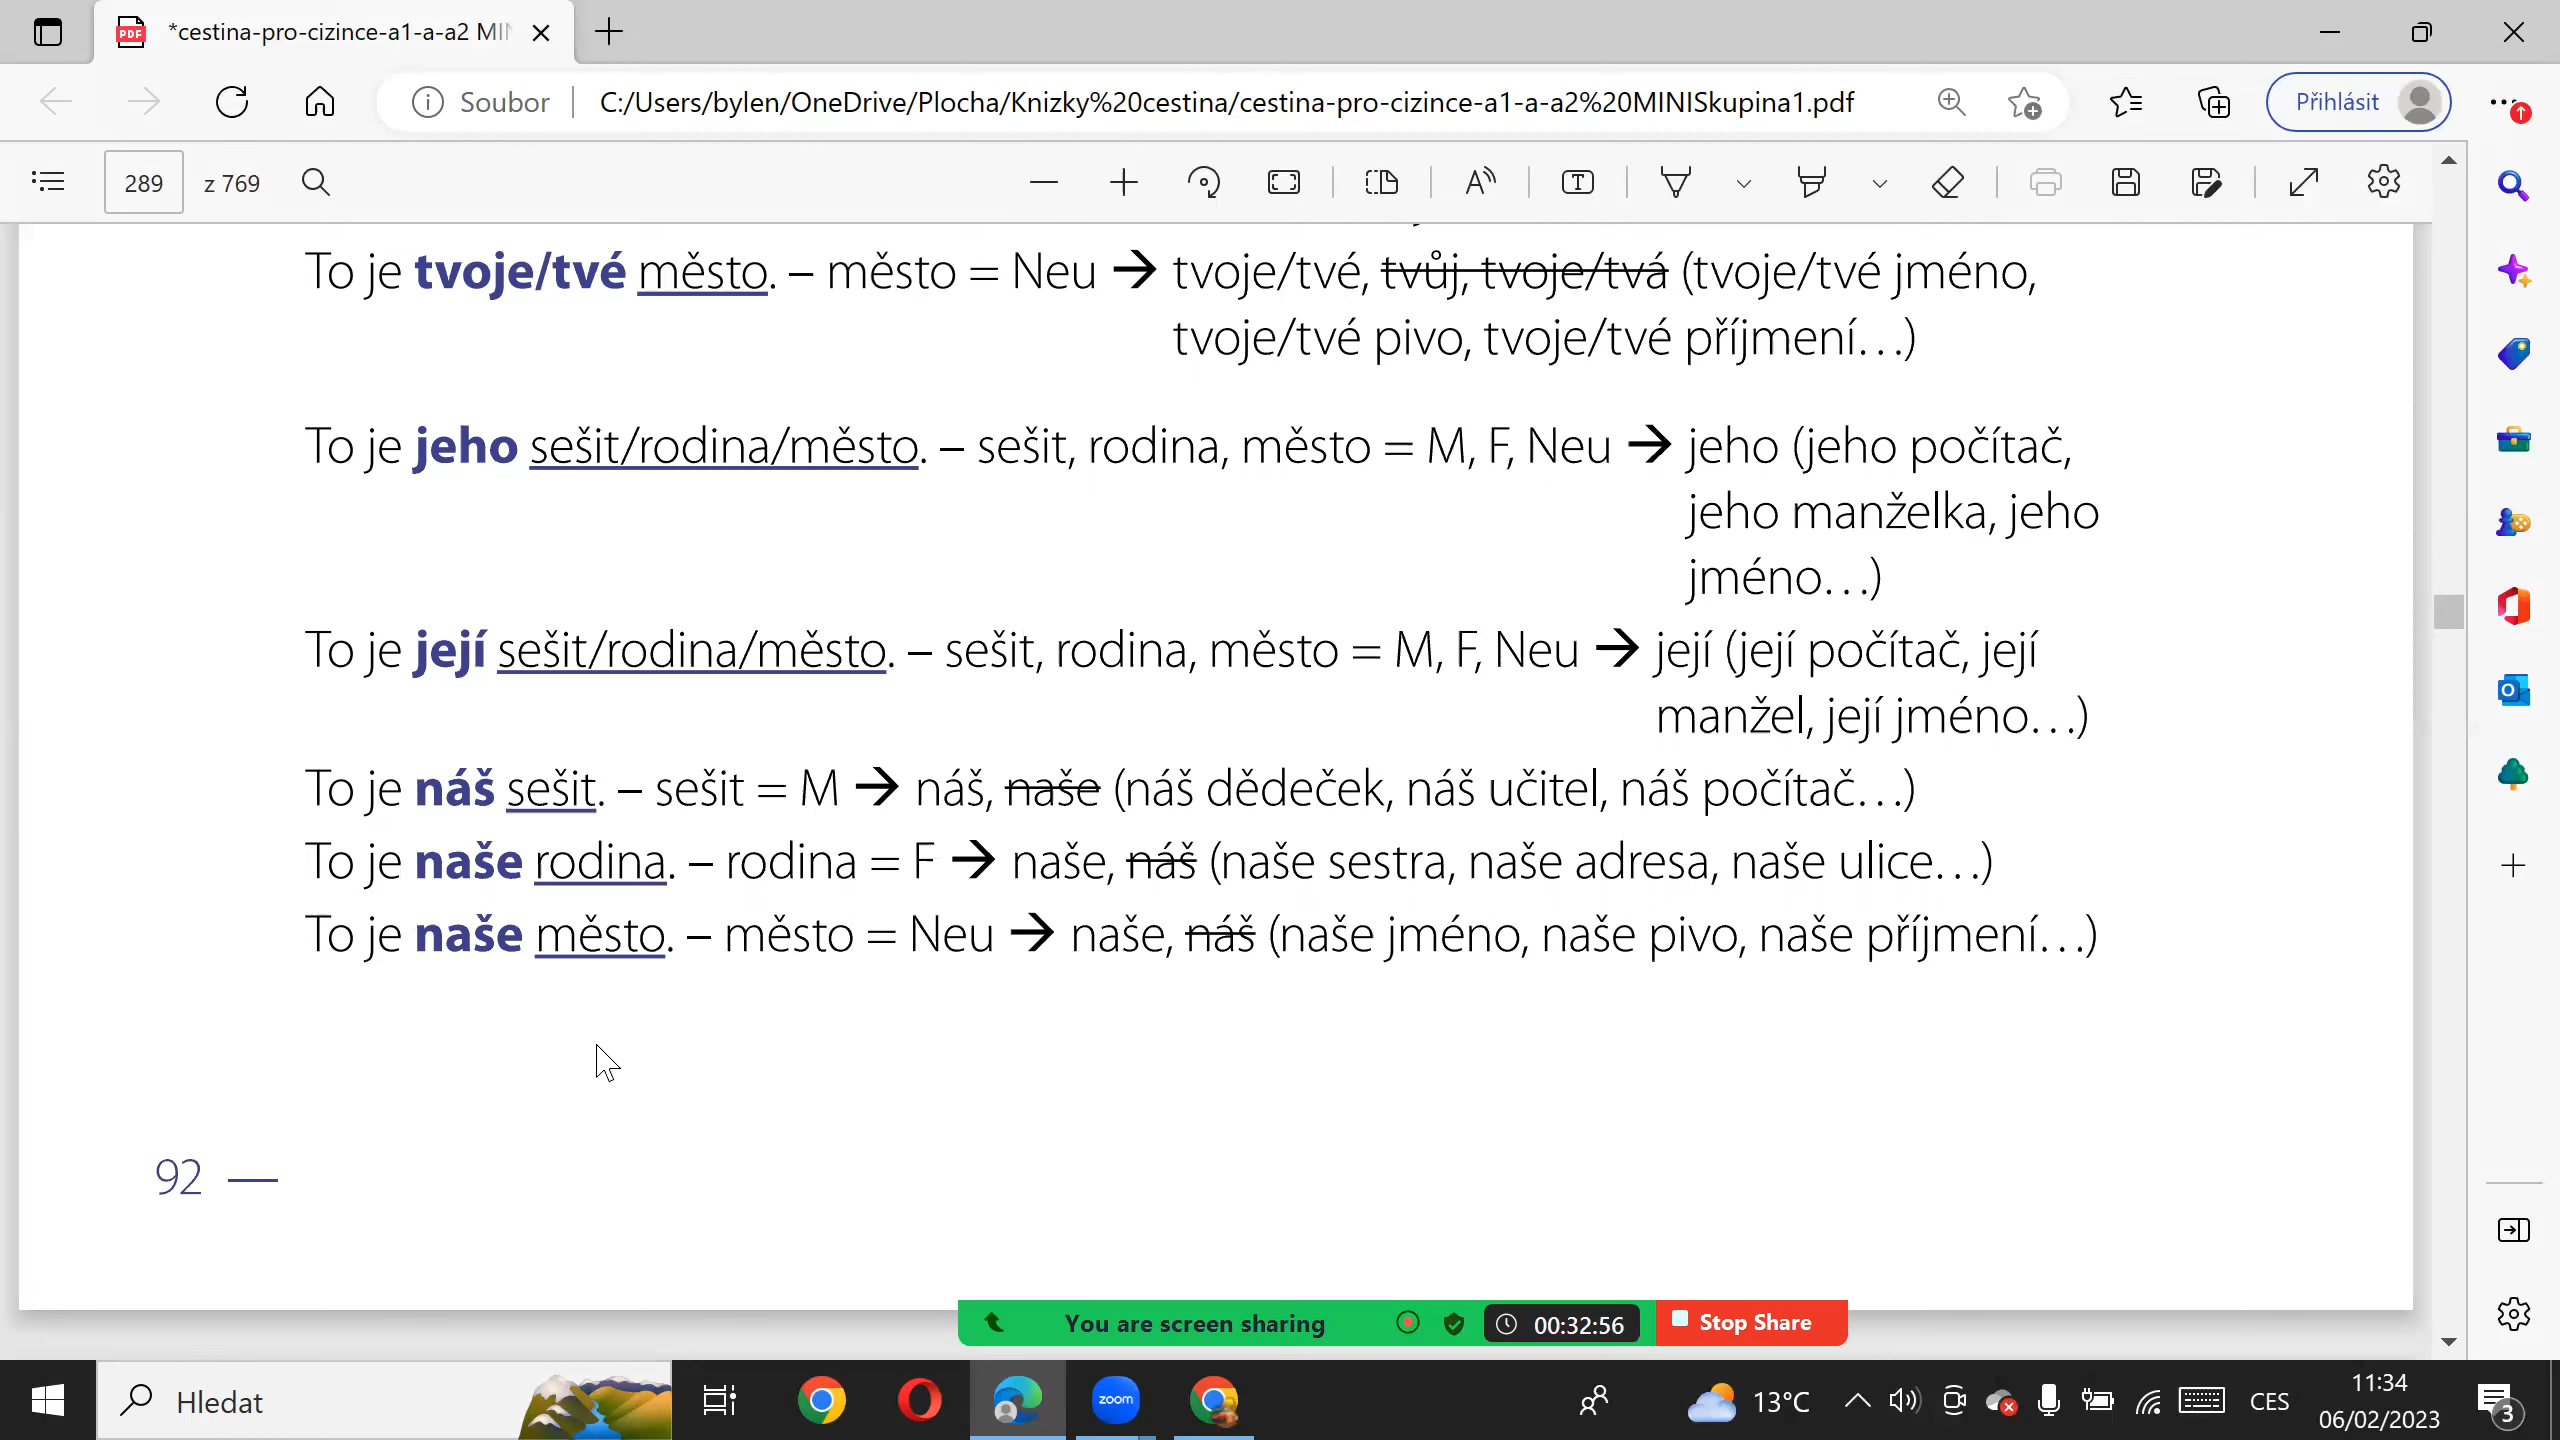 *cestina-pro-cizince-a1-a-a2 MIN
Soubor C:/Users/bylen/OneDrive/Plocha/Knizky%20cestina/cestina-pro-cizince-a1-a-a2%20MINISkupina1.pdf Přihlásit
289 z 769
To je tvoje/tvé město. – město = Neu → tvoje/tvé, tvůj, tvoje/tvá (tvoje/tvé jméno,
tvoje/tvé pivo, tvoje/tvé příjmení…)
To je jeho sešit/rodina/město. – sešit, rodina, město = M, F, Neu → jeho (jeho počítač,
jeho manželka, jeho
jméno…)
To je její sešit/rodina/město. – sešit, rodina, město = M, F, Neu → její (její počítač, její
manžel, její jméno…)
To je náš sešit. – sešit = M → náš, naše (náš dědeček, náš učitel, náš počítač…)
To je naše rodina. – rodina = F → naše, náš (naše sestra, naše adresa, naše ulice…)
To je naše město. – město = Neu → naše, náš (naše jméno, naše pivo, naše příjmení…)
92 —
You are screen sharing 00:32:56 Stop Share
Hledat zoom 13°C CES 11:34
06/02/2023 3